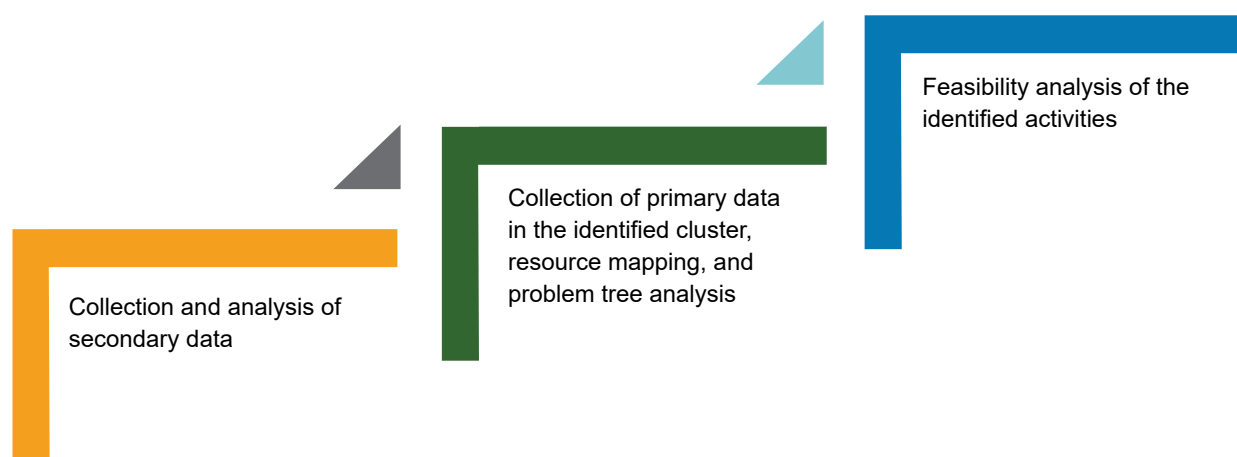 Collection and analysis of
secondary data
Collection of primary data
in the identified cluster,
resource mapping, and
problem tree analysis
Feasibility analysis of the
identified activities